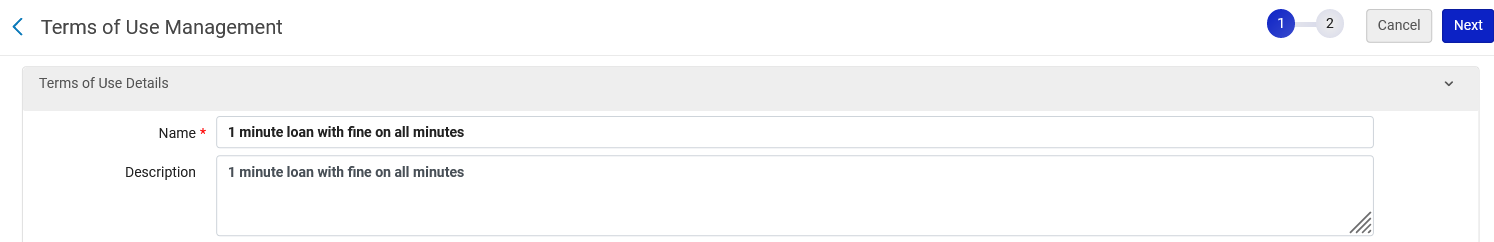 Terms of Use Management
1 2 Cancel Next
Terms of Use Details
Name * 1 minute loan with fine on all minutes
Description 1 minute loan with fine on all minutes